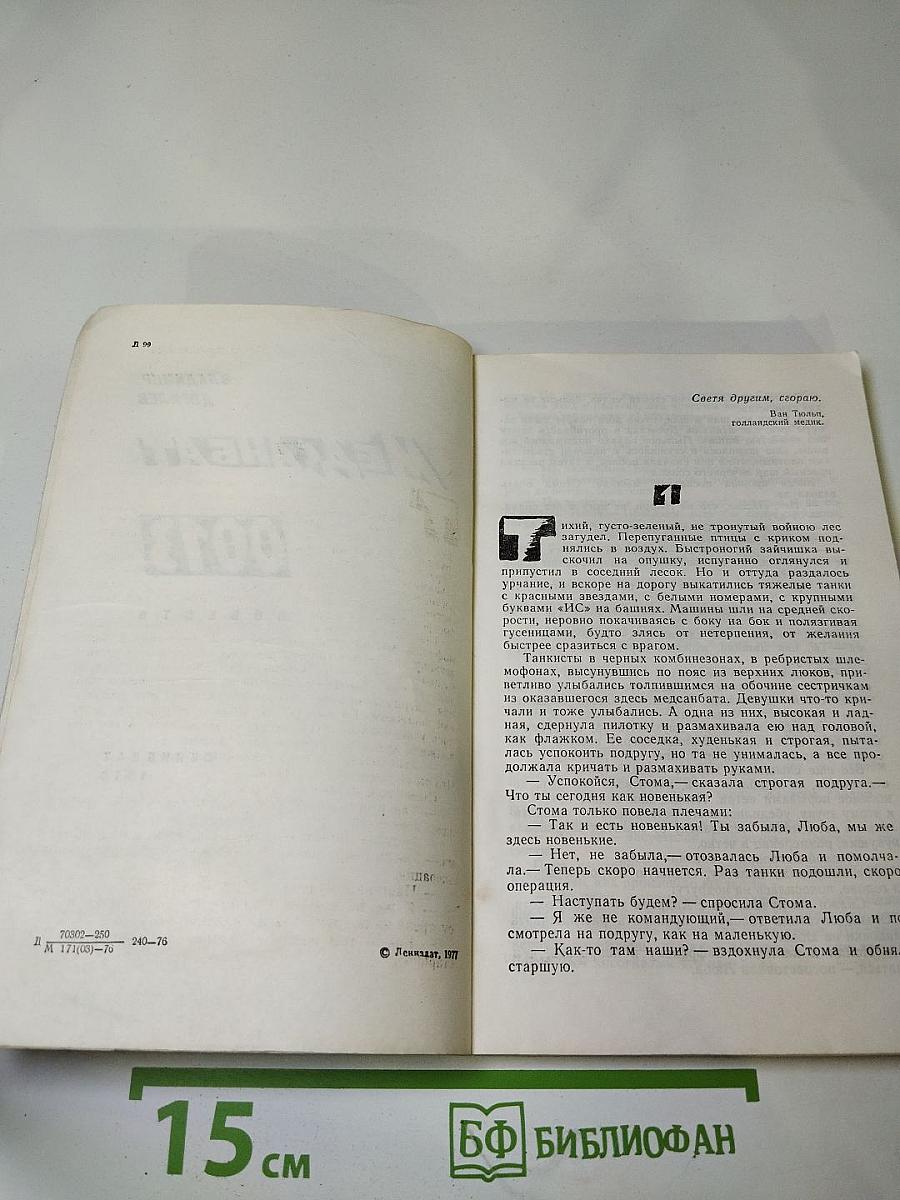 Л 99
Д 70302—250
М 171(03)—76 240—76
© Лениздат, 1977
Светя другим, сгораю.
Ван Тюльп,
голландский медик.
1
Тихий, густо-зеленый, не тронутый войною лес
загудел. Перепуганные птицы с криком под-
нялись в воздух. Быстроногий зайчишка вы-
скочил на опушку, испуганно оглянулся и
припустил в соседний лесок. Но и оттуда раздалось
урчание, и вскоре на дорогу выкатились тяжелые танки
с красными звездами, с белыми номерами, с крупными
буквами «ИС» на башнях. Машины шли на средней ско-
рости, неровно покачиваясь с боку на бок и полязгивая
гусеницами, будто злясь от нетерпения, от желания
быстрее сразиться с врагом.
Танкисты в черных комбинезонах, в ребристых шле-
мофонах, высунувшись по пояс из верхних люков, при-
ветливо улыбались толпившимся на обочине сестричкам
из оказавшегося здесь медсанбата. Девушки что-то кри-
чали и тоже улыбались. А одна из них, высокая и лад-
ная, сдернула пилотку и размахивала ею над головой,
как флажком. Ее соседка, худенькая и строгая, пыта-
лась успокоить подругу, но та не унималась, а все про-
должала кричать и размахивать руками.
— Успокойся, Стома,— сказала строгая подруга.—
Что ты сегодня как новенькая?
Стома только повела плечами:
— Так и есть новенькая! Ты забыла, Люба, мы же
здесь новенькие.
— Нет, не забыла,— отозвалась Люба и помолча-
ла.— Теперь скоро начнется. Раз танки подошли, скоро
операция.
— Наступать будем? — спросила Стома.
— Я же не командующий,— ответила Люба и по
смотрела на подругу, как на маленькую.
— Как-то там наши? — вздохнула Стома и обня
старшую.
15 см
БФ БИБЛИОФАН